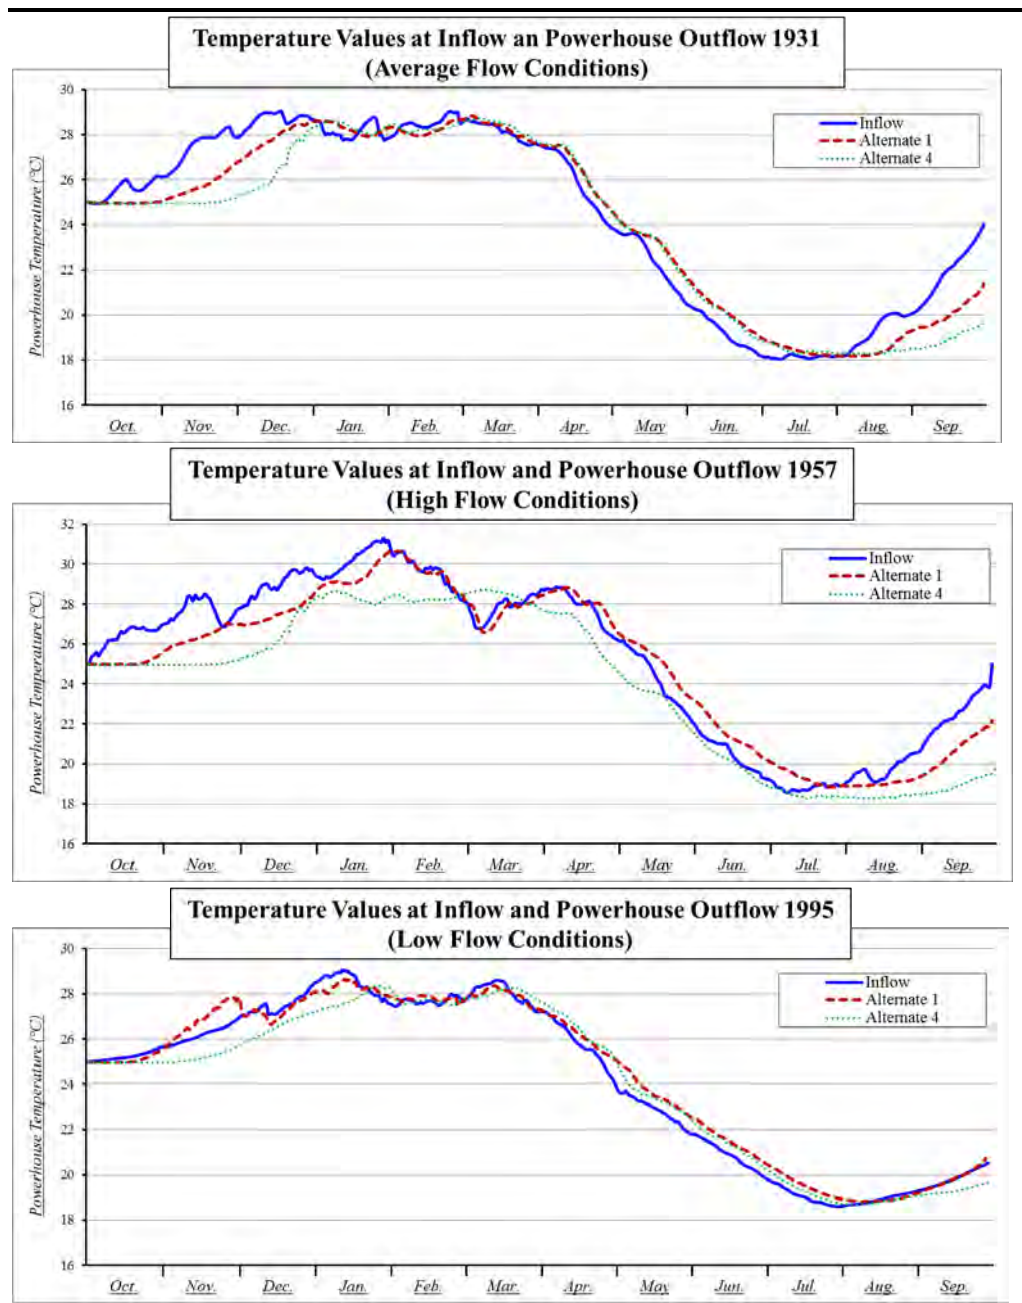 Temperature Values at Inflow an Powerhouse Outflow 1931
(Average Flow Conditions)
Powerhouse Temperature (°C)
30
28
26
24
22
20
18
16
Inflow
Alternate 1
Alternate 4
Oct. Nov. Dec. Jan. Feb. Mar. Apr. May Jun. Jul. Aug. Sep.
Temperature Values at Inflow and Powerhouse Outflow 1957
(High Flow Conditions)
Powerhouse Temperature (°C)
32
30
28
26
24
22
20
18
16
Inflow
Alternate 1
Alternate 4
Oct. Nov. Dec. Jan. Feb. Mar. Apr. May Jun. Jul. Aug. Sep.
Temperature Values at Inflow and Powerhouse Outflow 1995
(Low Flow Conditions)
Powerhouse Temperature (°C)
30
28
26
24
22
20
18
16
Inflow
Alternate 1
Alternate 4
Oct. Nov. Dec. Jan. Feb. Mar. Apr. May Jun. Jul. Aug. Sep.